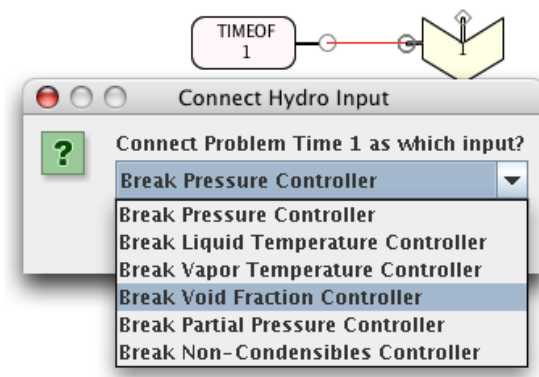 TIMEOF
1
1
Connect Hydro Input
?
Connect Problem Time 1 as which input?
Break Pressure Controller
Break Pressure Controller
Break Liquid Temperature Controller
Break Vapor Temperature Controller
Break Void Fraction Controller
Break Partial Pressure Controller
Break Non-Condensibles Controller